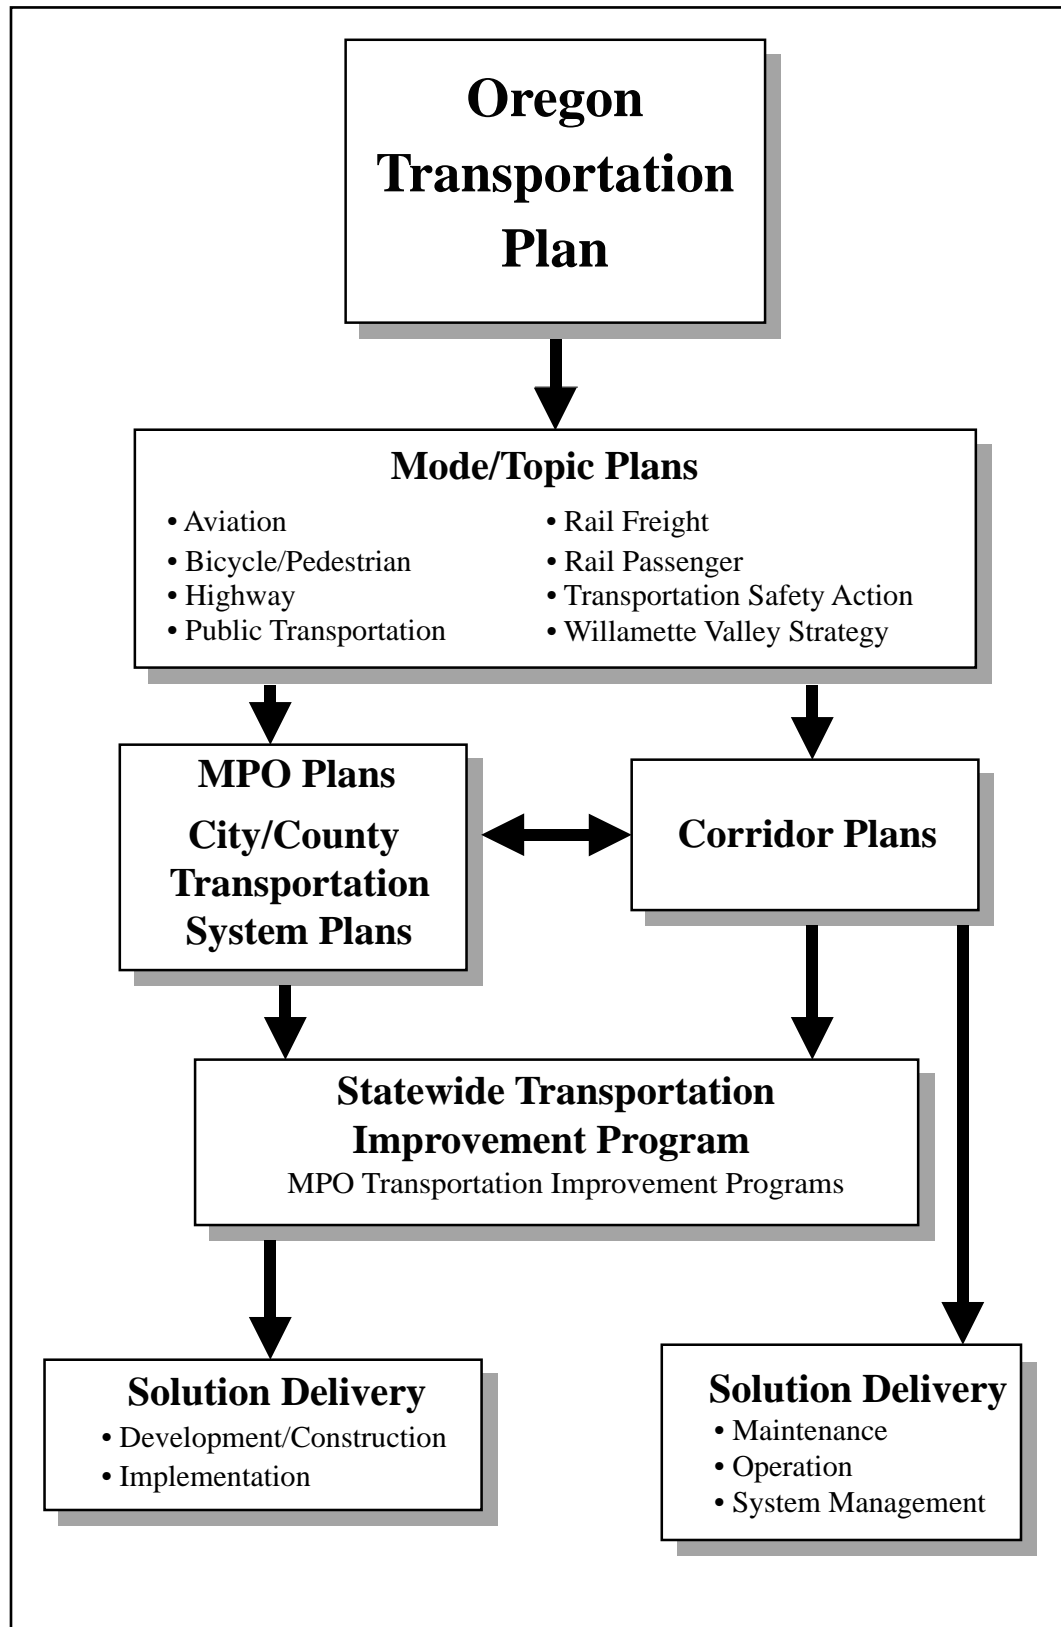 Oregon
Transportation
Plan
Mode/Topic Plans
• Aviation
• Bicycle/Pedestrian
• Highway
• Public Transportation
• Rail Freight
• Rail Passenger
• Transportation Safety Action
• Willamette Valley Strategy
MPO Plans
City/County
Transportation
System Plans
Corridor Plans
Statewide Transportation
Improvement Program
MPO Transportation Improvement Programs
Solution Delivery
• Development/Construction
• Implementation
Solution Delivery
• Maintenance
• Operation
• System Management